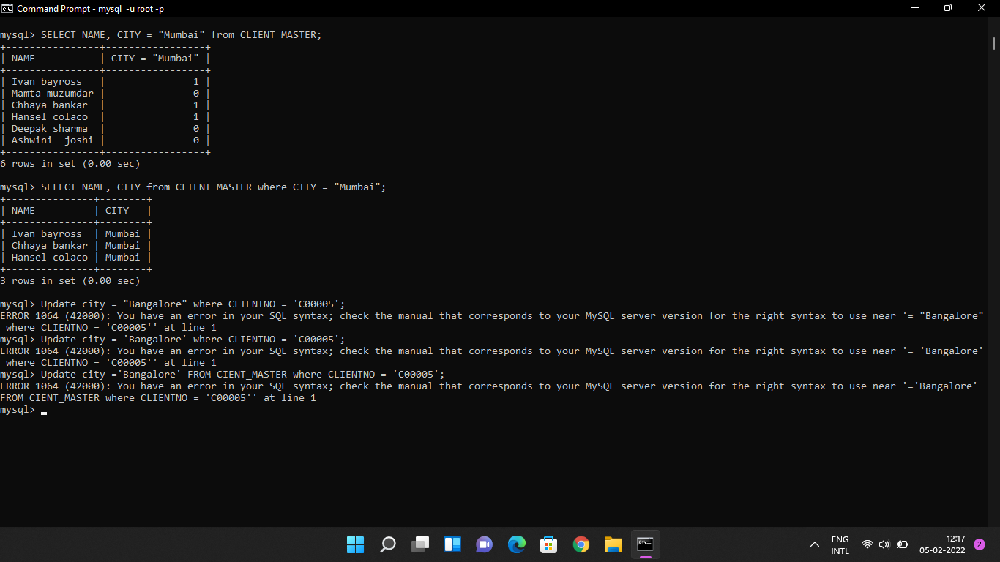 Command Prompt - mysql -u root -p
mysql> SELECT NAME, CITY = "Mumbai" from CLIENT_MASTER;
+----------------+-----------------+
| NAME           | CITY = "Mumbai" |
+----------------+-----------------+
| Ivan bayross   |               1 |
| Mamta muzumdar |               0 |
| Chhaya bankar  |               1 |
| Hansel colaco  |               1 |
| Deepak sharma  |               0 |
| Ashwini  joshi |               0 |
+----------------+-----------------+
6 rows in set (0.00 sec)
mysql> SELECT NAME, CITY from CLIENT_MASTER where CITY = "Mumbai";
+---------------+--------+
| NAME          | CITY   |
+---------------+--------+
| Ivan bayross  | Mumbai |
| Chhaya bankar | Mumbai |
| Hansel colaco | Mumbai |
+---------------+--------+
3 rows in set (0.00 sec)
mysql> Update city = "Bangalore" where CLIENTNO = 'C00005';
ERROR 1064 (42000): You have an error in your SQL syntax; check the manual that corresponds to your MySQL server version for the right syntax to use near '= "Bangalore"
 where CLIENTNO = 'C00005'' at line 1
mysql> Update city = 'Bangalore' where CLIENTNO = 'C00005';
ERROR 1064 (42000): You have an error in your SQL syntax; check the manual that corresponds to your MySQL server version for the right syntax to use near '= 'Bangalore'
 where CLIENTNO = 'C00005'' at line 1
mysql> Update city ='Bangalore' FROM CIENT_MASTER where CLIENTNO = 'C00005';
ERROR 1064 (42000): You have an error in your SQL syntax; check the manual that corresponds to your MySQL server version for the right syntax to use near '='Bangalore'
FROM CIENT_MASTER where CLIENTNO = 'C00005'' at line 1
mysql>
ENG
INTL
12:17
05-02-2022
2